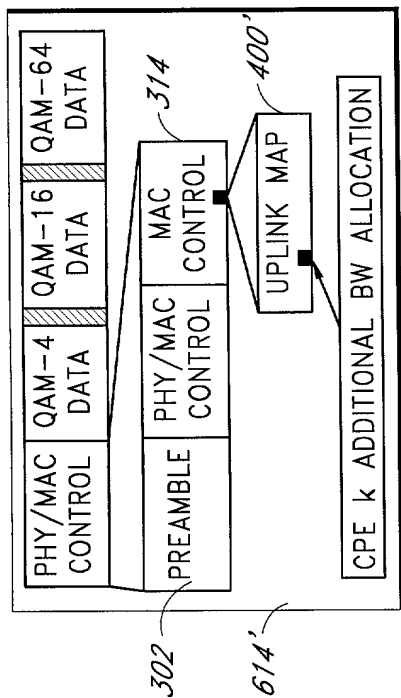 PHY/MAC
CONTROL
QAM-4
DATA
QAM-16
DATA
QAM-64
DATA
302
PREAMBLE
PHY/MAC
CONTROL
MAC
CONTROL
314
UPLINK MAP
400'
614'
CPE k ADDITIONAL BW ALLOCATION